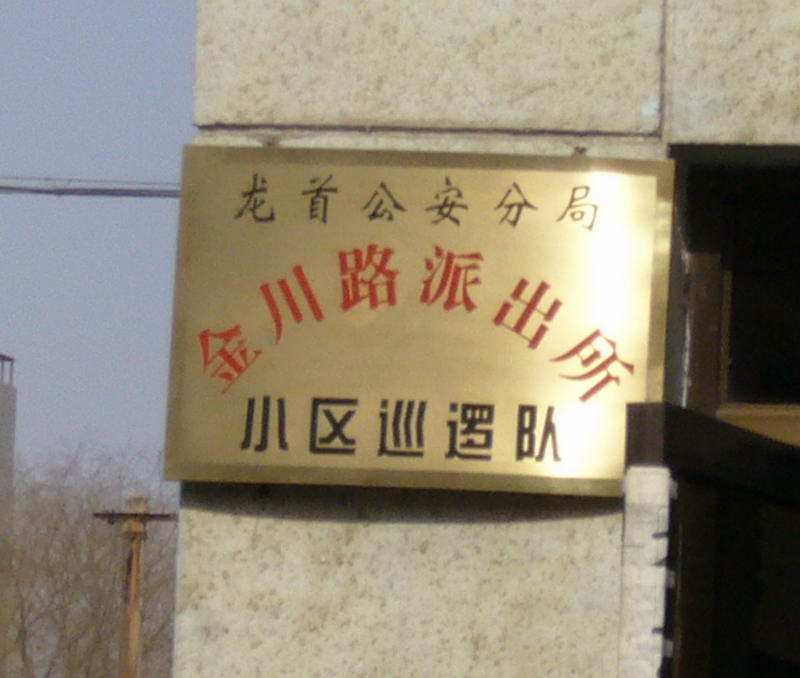 龙首公安分局
金川路派出所
小区巡逻队